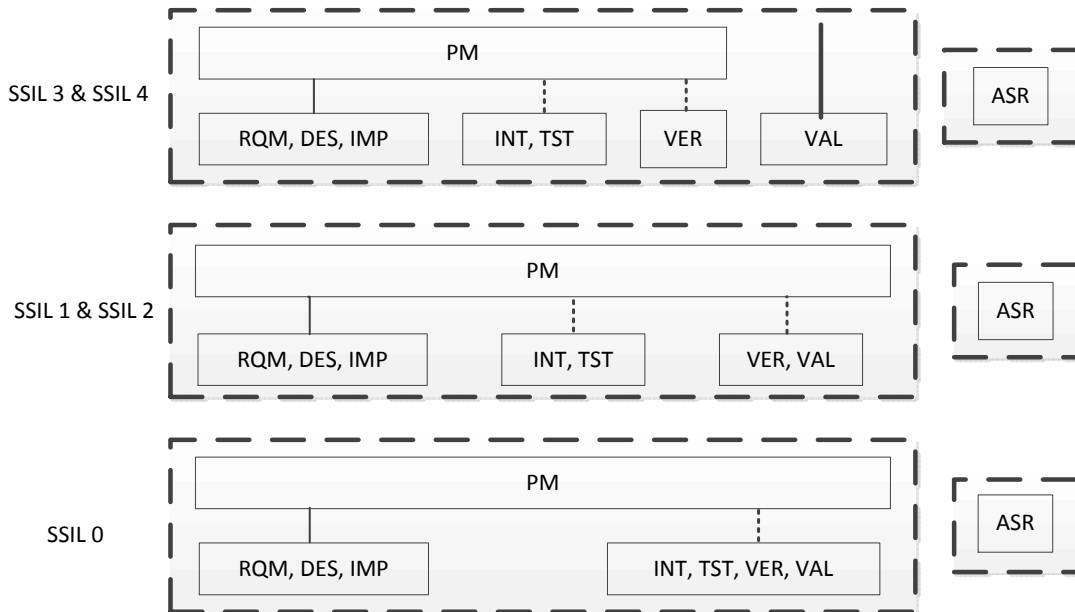 PM
SSIL 3 & SSIL 4
ASR
RQM, DES, IMP
INT, TST
VER
VAL
PM
SSIL 1 & SSIL 2
ASR
RQM, DES, IMP
INT, TST
VER, VAL
PM
SSIL 0
ASR
RQM, DES, IMP
INT, TST, VER, VAL